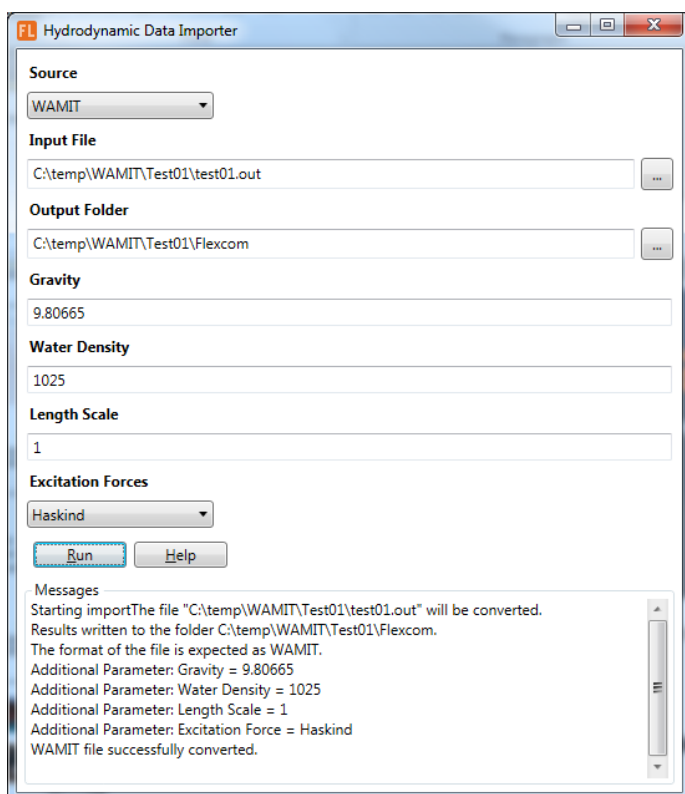 FL Hydrodynamic Data Importer
Source
WAMIT
Input File
C:\temp\WAMIT\Test01\test01.out
...
Output Folder
C:\temp\WAMIT\Test01\Flexcom
...
Gravity
9.80665
Water Density
1025
Length Scale
1
Excitation Forces
Haskind
Run Help
Messages
Starting importThe file "C:\temp\WAMIT\Test01\test01.out" will be converted.
Results written to the folder C:\temp\WAMIT\Test01\Flexcom.
The format of the file is expected as WAMIT.
Additional Parameter: Gravity = 9.80665
Additional Parameter: Water Density = 1025
Additional Parameter: Length Scale = 1
Additional Parameter: Excitation Force = Haskind
WAMIT file successfully converted.